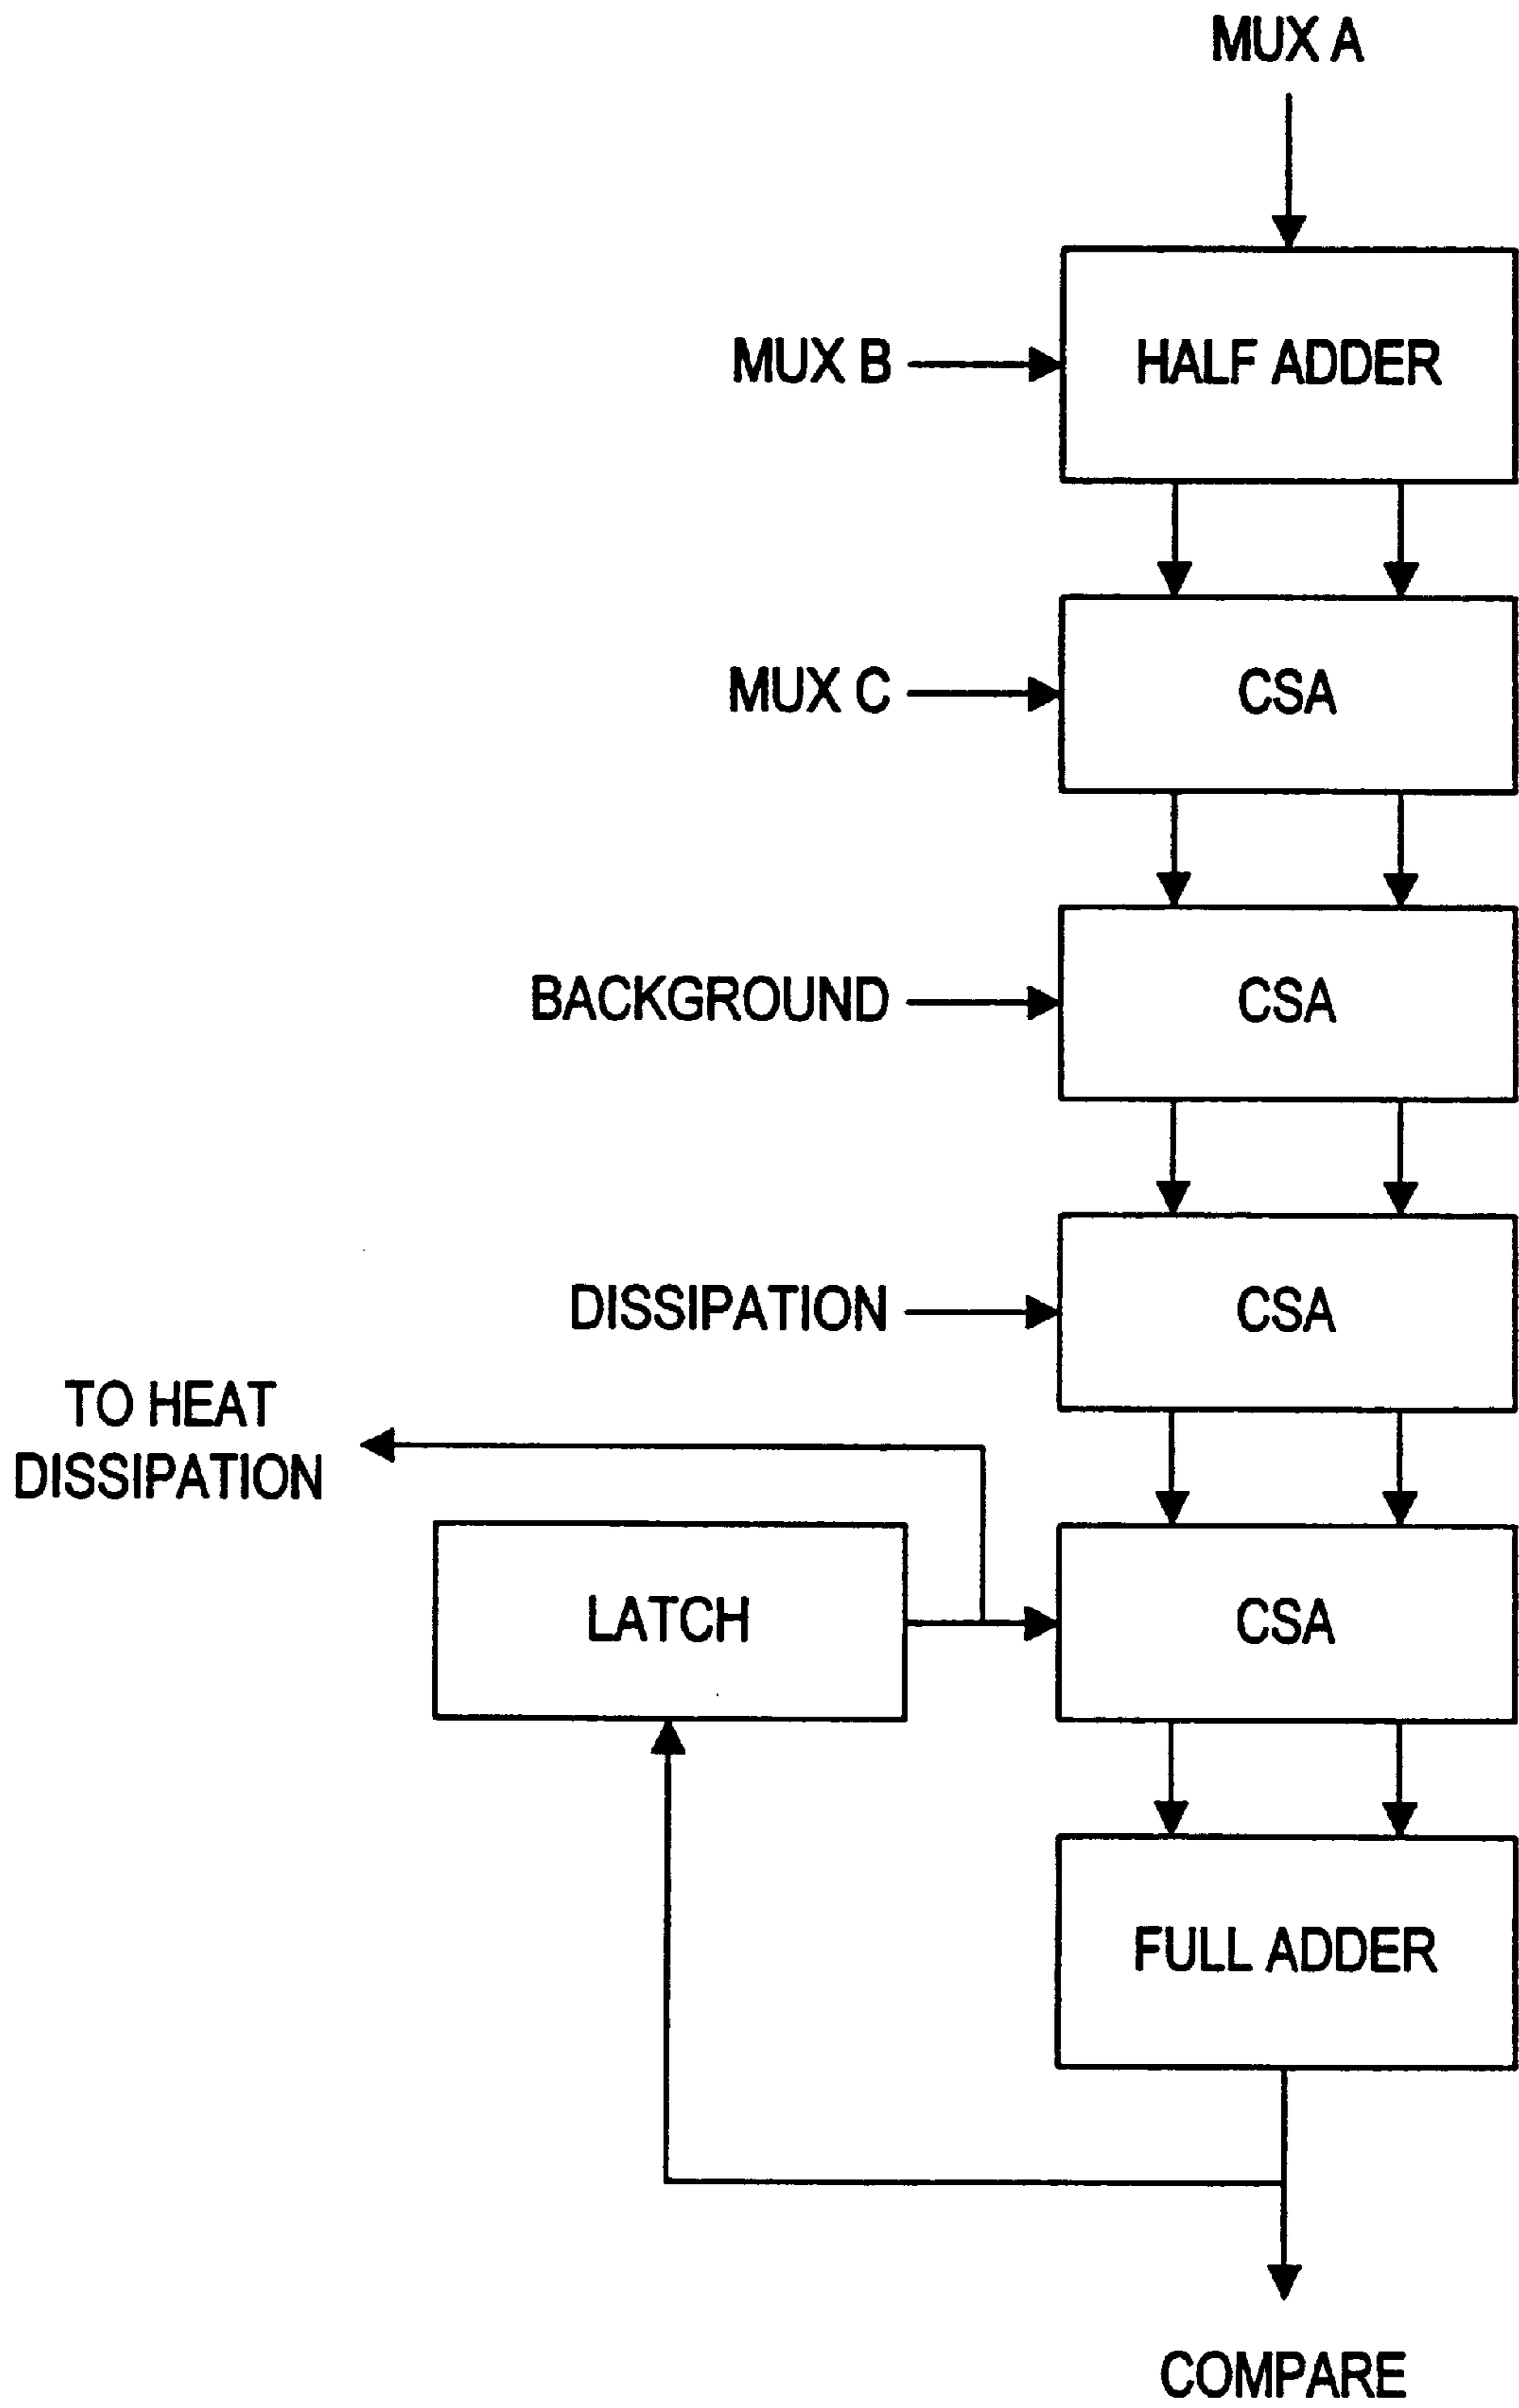 MUX A
MUX B
HALF ADDER
MUX C
CSA
BACKGROUND
CSA
DISSIPATION
CSA
TO HEAT
DISSIPATION
LATCH
CSA
FULL ADDER
COMPARE